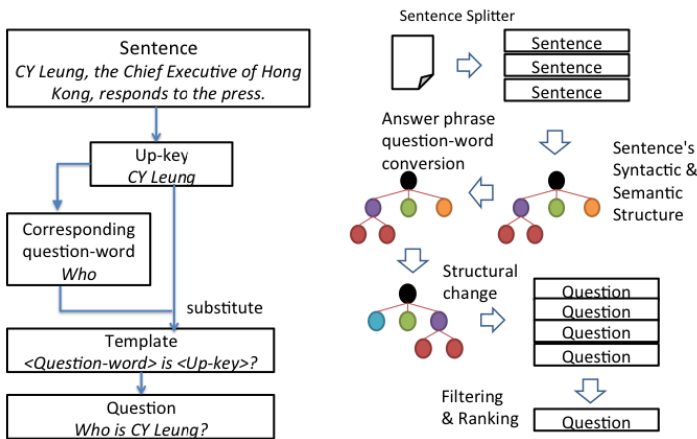 Sentence
CY Leung, the Chief Executive of Hong
Kong, responds to the press.
Up-key
CY Leung
Corresponding
question-word
Who
substitute
Template
<Question-word> is <Up-key>?
Question
Who is CY Leung?
Sentence Splitter
Sentence
Sentence
Sentence
Answer phrase
question-word
conversion
Sentence's
Syntactic &
Semantic
Structure
Structural
change
Question
Question
Question
Question
Filtering
& Ranking
Question